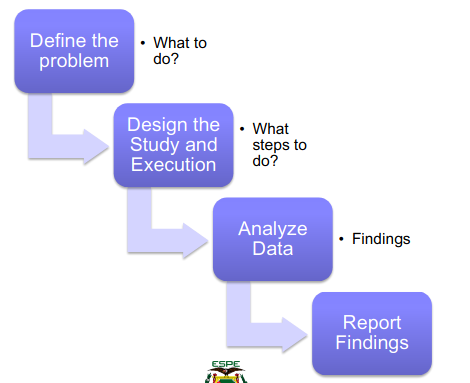 Define the
problem
• What to
do?
Design the
Study and
Execution
• What
steps to
do?
Analyze
Data
• Findings
Report
Findings
ESPE